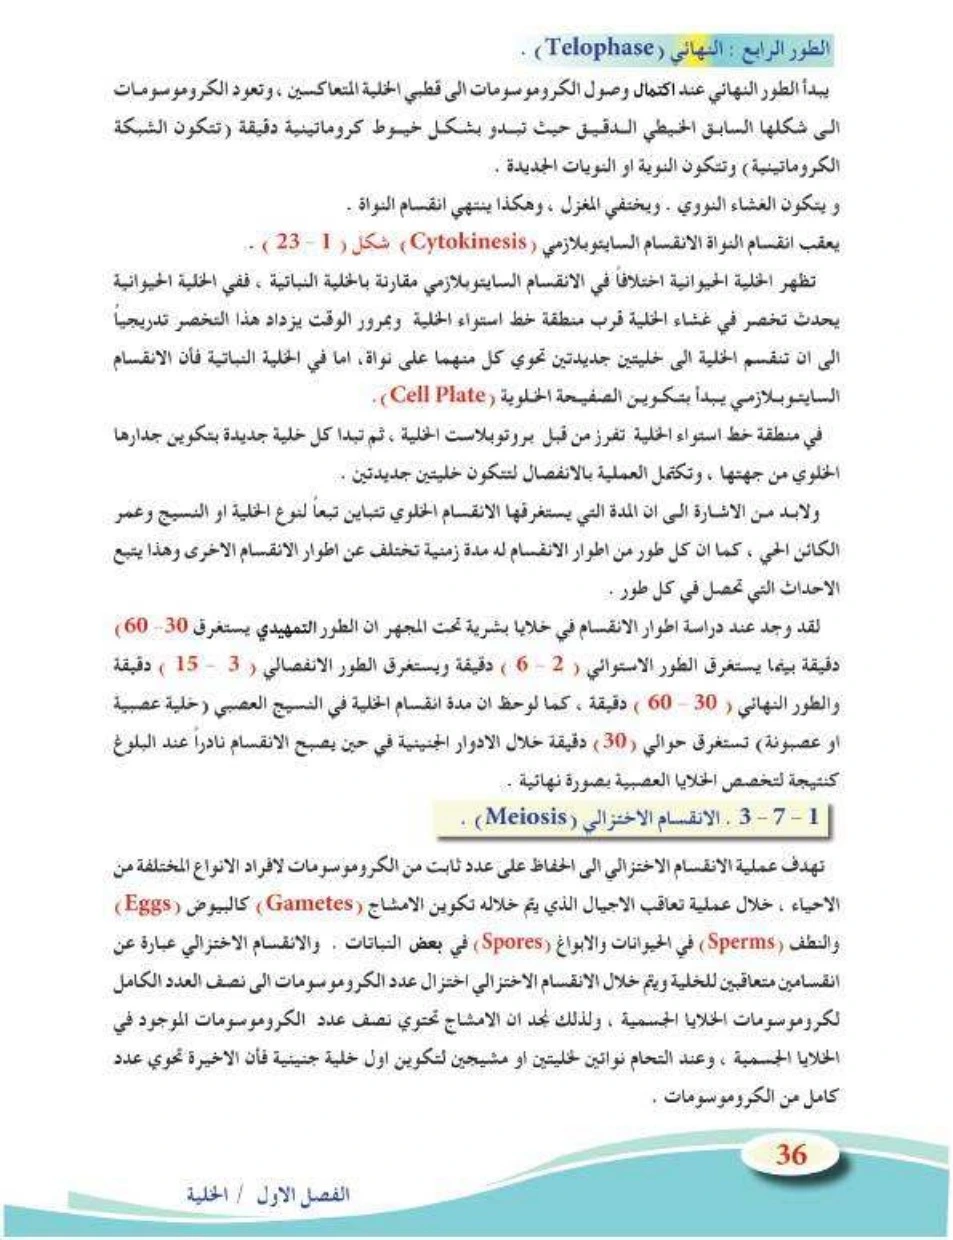 الطور الرابع : النهائي (Telophase) .
يبدأ الطور النهائي عند اكتمال وصول الكروموسومات الى قطبي الخلية المتعاكسين ، وتعود الكروموسومات
الى شكلها السابق الخيطي الدقيق حيث تبدو بشكل خيوط كروماتينية دقيقة (تتكون الشبكة
الكروماتينية) وتتكون النوية او النويات الجديدة .
و يتكون الغشاء النووي . ويختفي المغزل ، وهكذا ينتهي انقسام النواة .
يعقب انقسام النواة الانقسام السايتوبلازمي (Cytokinesis) شكل ( 1 - 23 ) .
تظهر الخلية الحيوانية اختلافاً في الانقسام السايتوبلازمي مقارنة بالخلية النباتية ، ففي الخلية الحيوانية
يحدث تخصر في غشاء الخلية قرب منطقة خط استواء الخلية وبمرور الوقت يزداد هذا التخصر تدريجياً
الى ان تنقسم الخلية الى خليتين جديدتين تحوي كل منهما على نواة، اما في الخلية النباتية فأن الانقسام
السايتوبلازمي يبدأ بتكوين الصفيحة الخلوية (Cell Plate).
في منطقة خط استواء الخلية تفرز من قبل بروتوبلاست الخلية ، ثم تبدا كل خلية جديدة بتكوين جدارها
الخلوي من جهتها ، وتكتمل العملية بالانفصال لتتكون خليتين جديدتين .
ولابد من الاشارة الى ان المدة التي يستغرقها الانقسام الخلوي تتباين تبعاً لنوع الخلية او النسيج وعمر
الكائن الحي ، كما ان كل طور من اطوار الانقسام له مدة زمنية تختلف عن اطوار الانقسام الاخرى وهذا يتبع
الاحداث التي تحصل في كل طور .
لقد وجد عند دراسة اطوار الانقسام في خلايا بشرية تحت المجهر ان الطور التمهيدي يستغرق 30- 60)
دقيقة بينما يستغرق الطور الاستوائي ( 2 - 6 ) دقيقة ويستغرق الطور الانفصالي ( 3 - 15 ) دقيقة
والطور النهائي ( 30 - 60 ) دقيقة ، كما لوحظ ان مدة انقسام الخلية في النسيج العصبي (خلية عصبية
او عصبونة) تستغرق حوالي (30) دقيقة خلال الادوار الجنينية في حين يصبح الانقسام نادراً عند البلوغ
كنتيجة لتخصص الخلايا العصبية بصورة نهائية .
1 - 7 - 3 . الانقسام الاختزالي (Meiosis) .
تهدف عملية الانقسام الاختزالي الى الحفاظ على عدد ثابت من الكروموسومات لافراد الانواع المختلفة من
الاحياء ، خلال عملية تعاقب الاجيال الذي يتم خلاله تكوين الامشاج (Gametes) كالبيوض (Eggs)
والنطف (Sperms) في الحيوانات والابواغ (Spores) في بعض النباتات . والانقسام الاختزالي عبارة عن
انقسامين متعاقبين للخلية ويتم خلال الانقسام الاختزالي اختزال عدد الكروموسومات الى نصف العدد الكامل
لكروموسومات الخلايا الجسمية ، ولذلك نجد ان الامشاج تحتوي نصف عدد الكروموسومات الموجود في
الخلايا الجسمية ، وعند التحام نواتين لخليتين او مشيجين لتكوين اول خلية جنينية فأن الاخيرة تحوي عدد
كامل من الكروموسومات .
36
الفصل الاول / الخلية